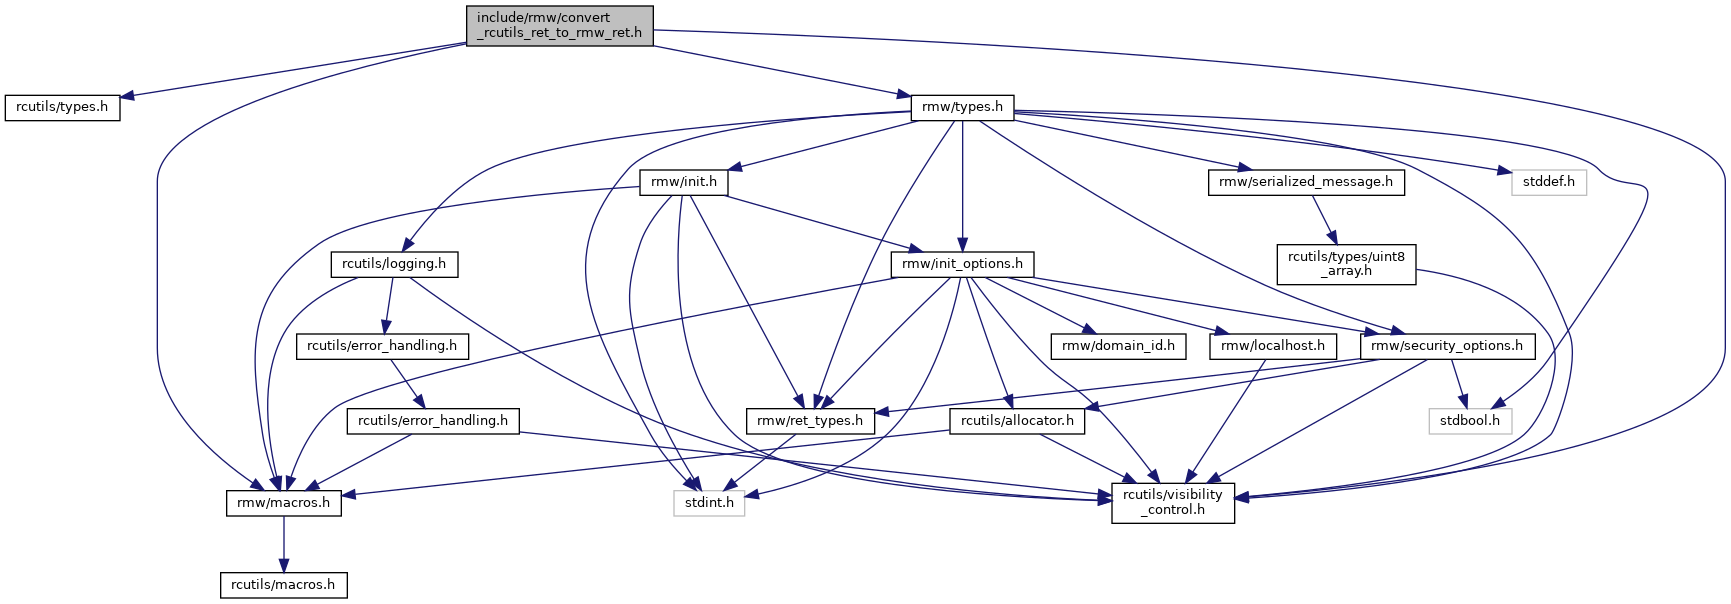 include/rmw/convert
_rcutils_ret_to_rmw_ret.h
rcutils/types.h
rmw/types.h
rmw/init.h
rmw/serialized_message.h
stddef.h
rcutils/logging.h
rmw/init_options.h
rcutils/types/uint8
_array.h
rcutils/error_handling.h
rmw/domain_id.h
rmw/localhost.h
rmw/security_options.h
rcutils/error_handling.h
rmw/ret_types.h
rcutils/allocator.h
stdbool.h
rmw/macros.h
stdint.h
rcutils/visibility
_control.h
rcutils/macros.h